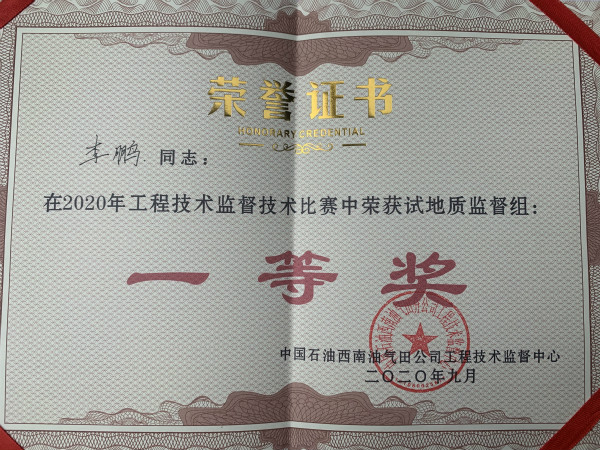 荣誉证书
HONORARY CREDENTIAL
李鹏 同志：
在2020年工程技术监督技术比赛中荣获试地质监督组：
一等奖
中国石油西南油气田公司工程技术监督中心
二〇二〇年九月